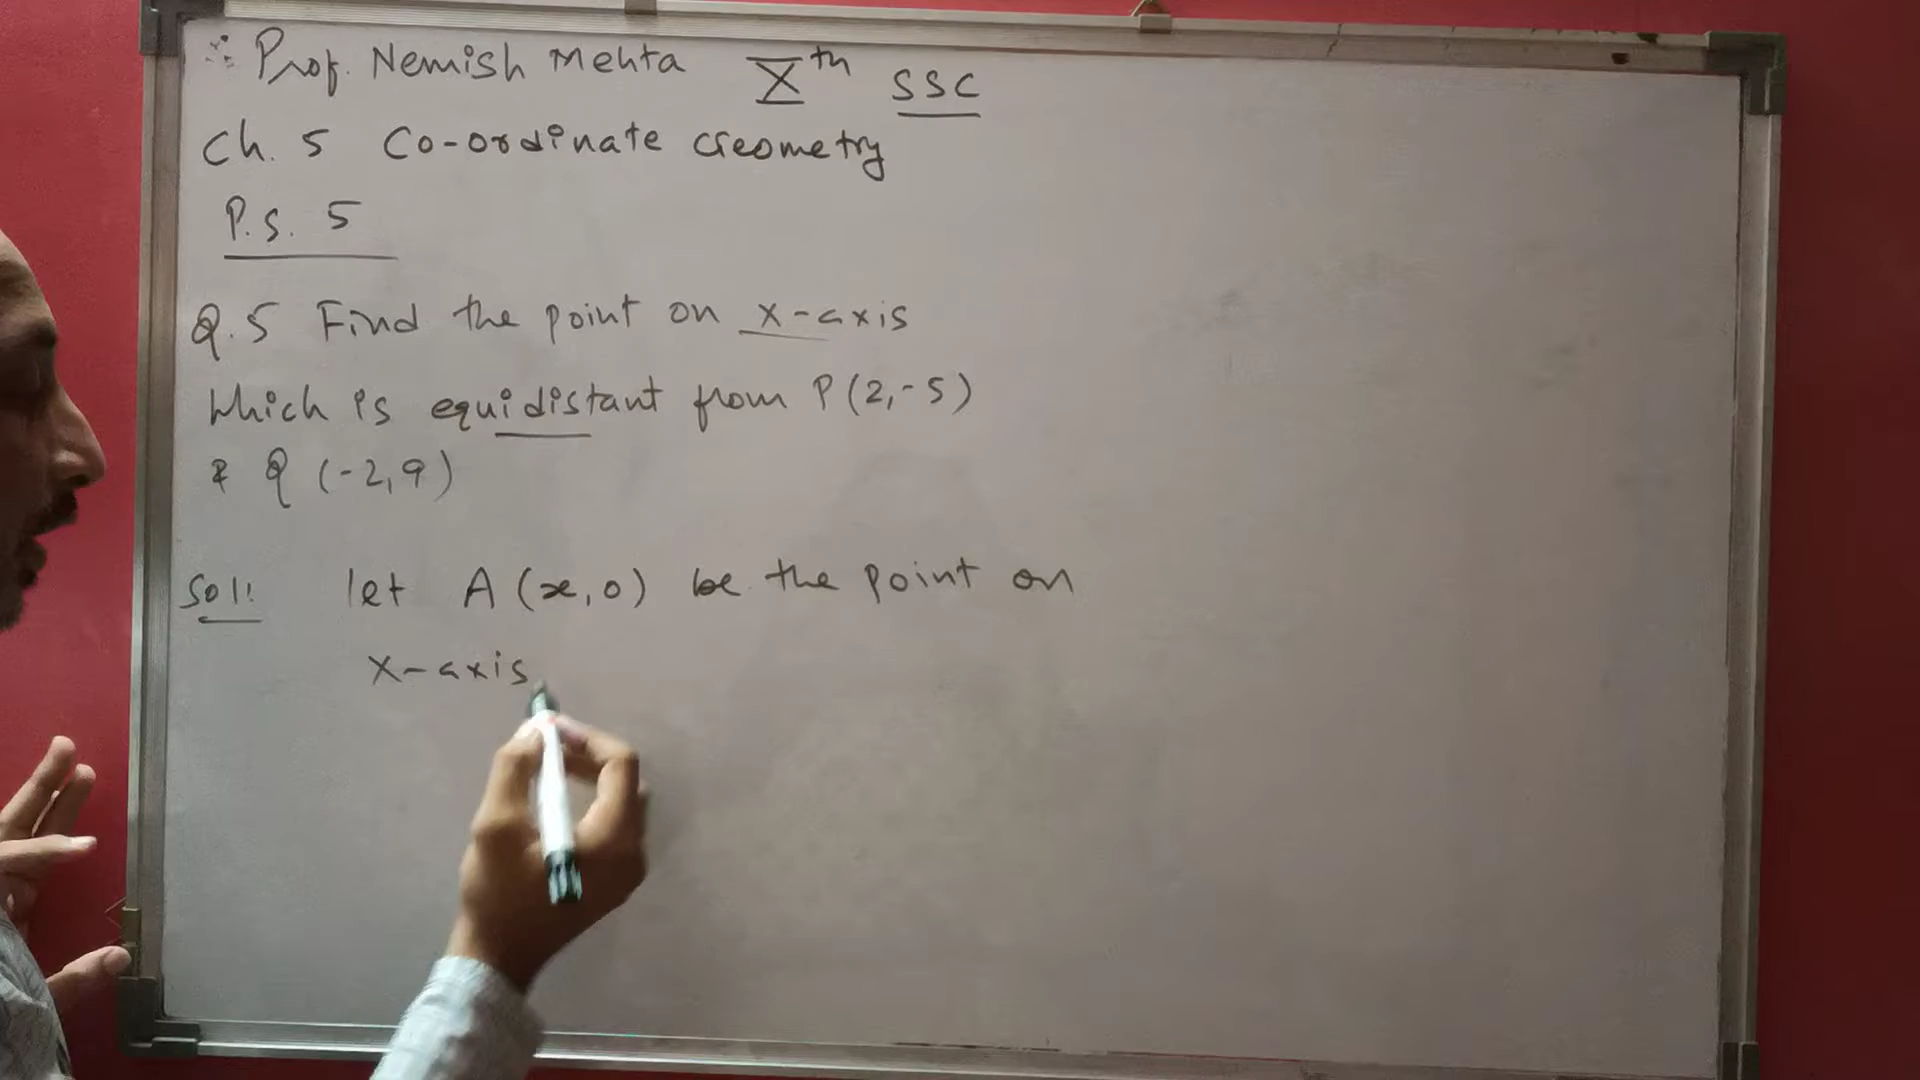 ∴ Prof. Nemish Mehta Xth SSC
Ch. 5 Co-ordinate Geometry
P.S. 5
Q.5 Find the point on x-axis
which is equidistant from P(2,-5)
& Q (-2,9)
Sol: let A(x,0) be the point on
X-axis